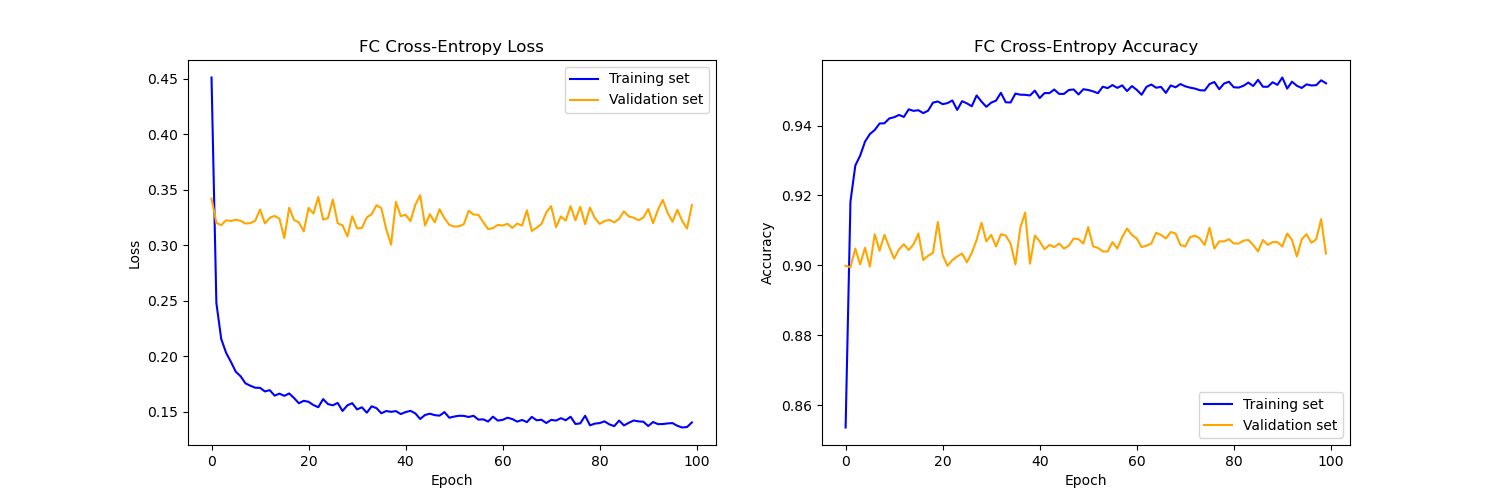 FC Cross-Entropy Loss
Training set
Validation set
0.45
0.40
0.35
0.30
0.25
0.20
0.15
Loss
0 20 40 60 80 100
Epoch
FC Cross-Entropy Accuracy
0.94
0.92
0.90
0.88
0.86
Accuracy
Training set
Validation set
0 20 40 60 80 100
Epoch